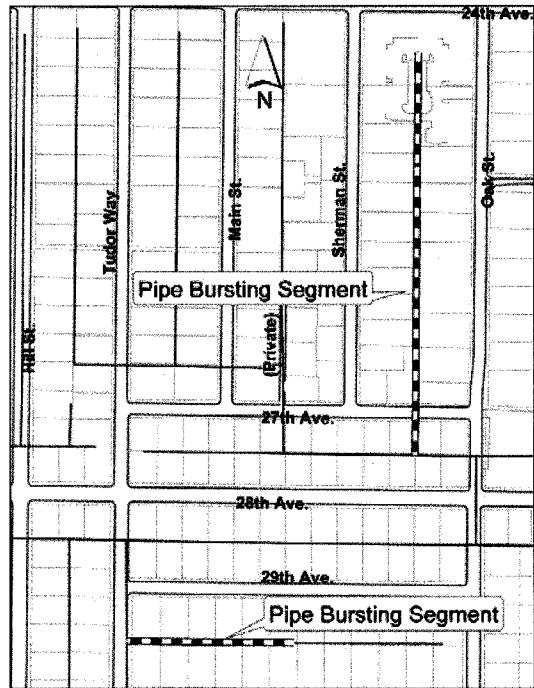 24th Ave.
N
Oak St.
Main St.
Sherman St.
Tudor Way
Pipe Bursting Segment
(Private)
Hill St.
27th Ave.
28th Ave.
29th Ave.
Pipe Bursting Segment